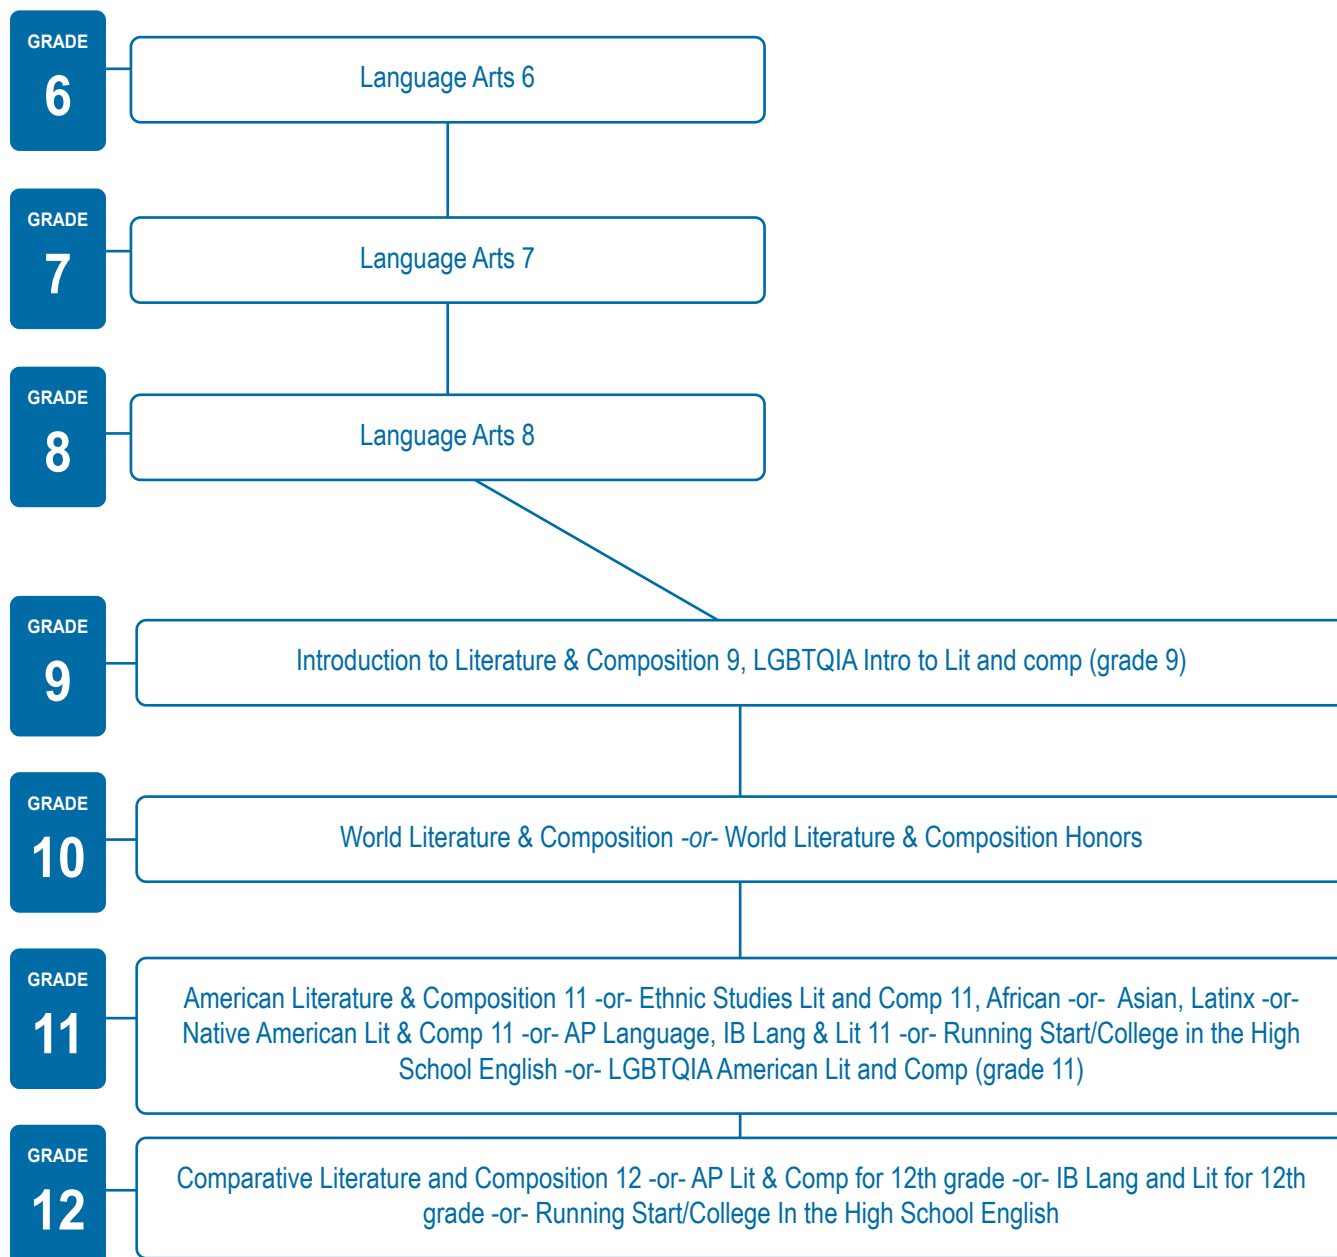 GRADE
6
Language Arts 6
GRADE
7
Language Arts 7
GRADE
8
Language Arts 8
GRADE
9
Introduction to Literature & Composition 9, LGBTQIA Intro to Lit and comp (grade 9)
GRADE
10
World Literature & Composition -or- World Literature & Composition Honors
GRADE
11
American Literature & Composition 11 -or- Ethnic Studies Lit and Comp 11, African -or- Asian, Latinx -or-
Native American Lit & Comp 11 -or- AP Language, IB Lang & Lit 11 -or- Running Start/College in the High
School English -or- LGBTQIA American Lit and Comp (grade 11)
GRADE
12
Comparative Literature and Composition 12 -or- AP Lit & Comp for 12th grade -or- IB Lang and Lit for 12th
grade -or- Running Start/College In the High School English